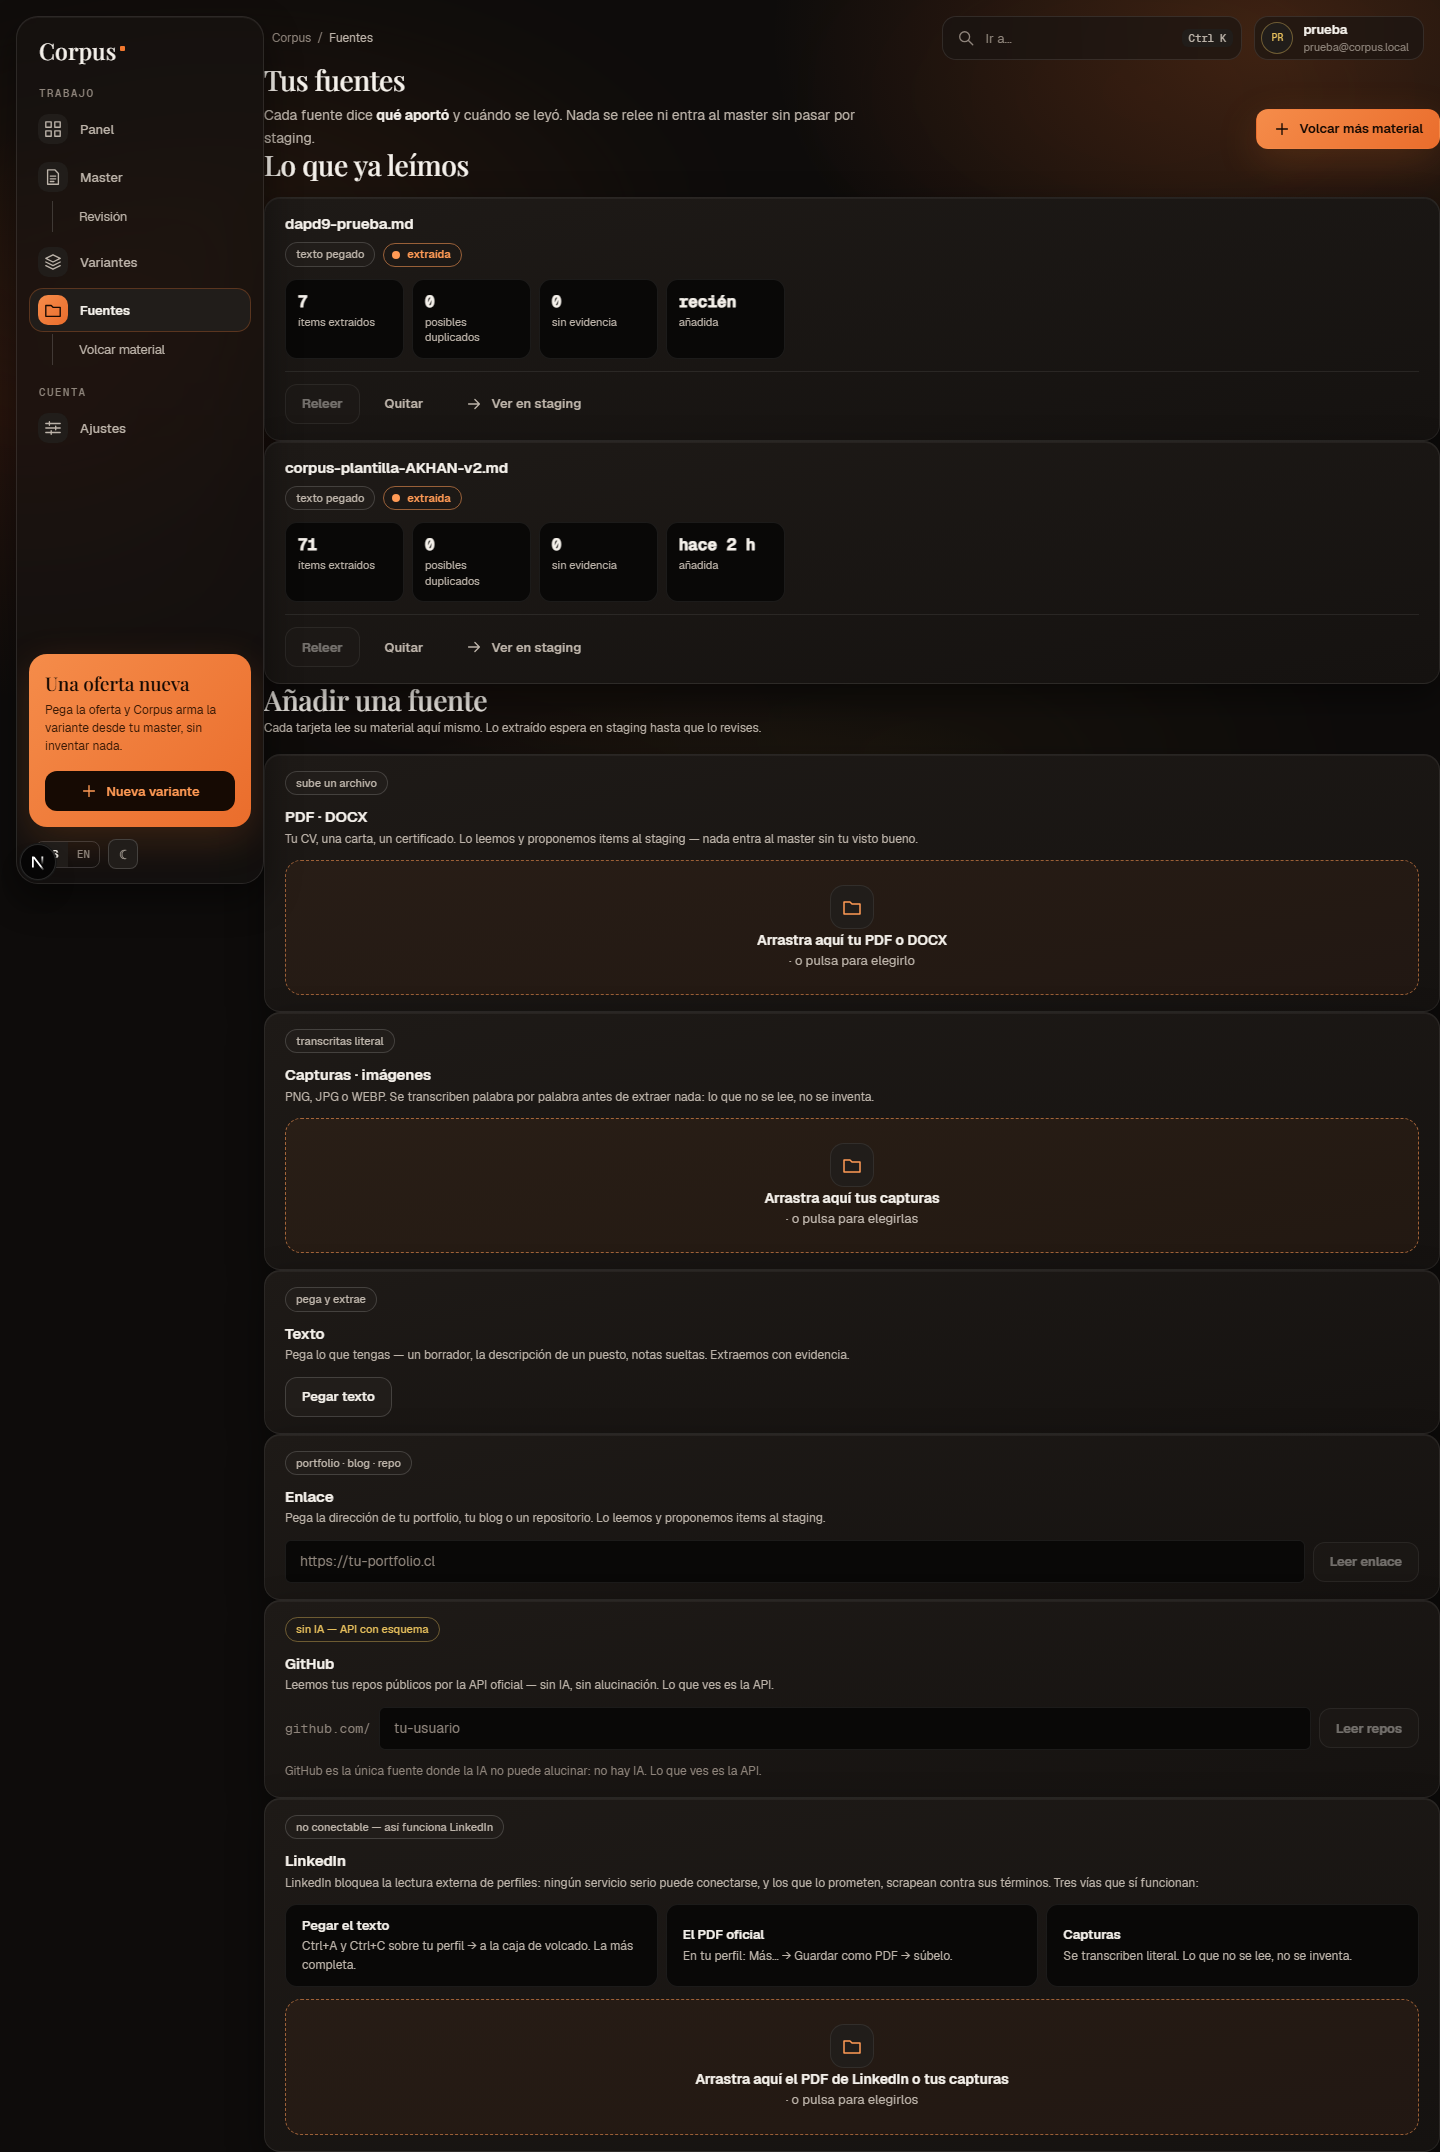 Corpus
TRABAJO
Panel
Master
Revisión
Variantes
Fuentes
Volcar material
CUENTA
Ajustes
Una oferta nueva
Pega la oferta y Corpus arma la
variante desde tu master, sin
inventar nada.
Nueva variante
EN
Corpus / Fuentes
Ir a...
Ctrl K
PR
prueba
prueba@corpus.local
Tus fuentes
Cada fuente dice qué aportó y cuándo se leyó. Nada se relee ni entra al master sin pasar por
staging.
Volcar más material
Lo que ya leímos
dapd9-prueba.md
texto pegado
extraída
7
ítems extraídos
0
posibles
duplicados
0
sin evidencia
recién
añadida
Releer
Quitar
→ Ver en staging
corpus-plantilla-AKHAN-v2.md
texto pegado
extraída
71
ítems extraídos
0
posibles
duplicados
0
sin evidencia
hace 2 h
añadida
Releer
Quitar
→ Ver en staging
Añadir una fuente
Cada tarjeta lee su material aquí mismo. Lo extraído espera en staging hasta que lo revises.
sube un archivo
PDF · DOCX
Tu CV, una carta, un certificado. Lo leemos y proponemos items al staging — nada entra al master sin tu visto bueno.
Arrastra aquí tu PDF o DOCX
· o pulsa para elegirlo
transcritas literal
Capturas · imágenes
PNG, JPG o WEBP. Se transcriben palabra por palabra antes de extraer nada: lo que no se lee, no se inventa.
Arrastra aquí tus capturas
· o pulsa para elegirlas
pega y extrae
Texto
Pega lo que tengas — un borrador, la descripción de un puesto, notas sueltas. Extraemos con evidencia.
Pegar texto
portfolio · blog · repo
Enlace
Pega la dirección de tu portfolio, tu blog o un repositorio. Lo leemos y proponemos items al staging.
https://tu-portfolio.cl
Leer enlace
sin IA — API con esquema
GitHub
Leemos tus repos públicos por la API oficial — sin IA, sin alucinación. Lo que ves es la API.
github.com/
tu-usuario
Leer repos
GitHub es la única fuente donde la IA no puede alucinar: no hay IA. Lo que ves es la API.
no conectable — así funciona LinkedIn
LinkedIn
LinkedIn bloquea la lectura externa de perfiles: ningún servicio serio puede conectarse, y los que lo prometen, scrapean contra sus términos. Tres vías que sí funcionan:
Pegar el texto
Ctrl+A y Ctrl+C sobre tu perfil → a la caja de volcado. La más
completa.
El PDF oficial
En tu perfil: Más... → Guardar como PDF → súbelo.
Capturas
Se transcriben literal. Lo que no se lee, no se inventa.
Arrastra aquí el PDF de LinkedIn o tus capturas
· o pulsa para elegirlos